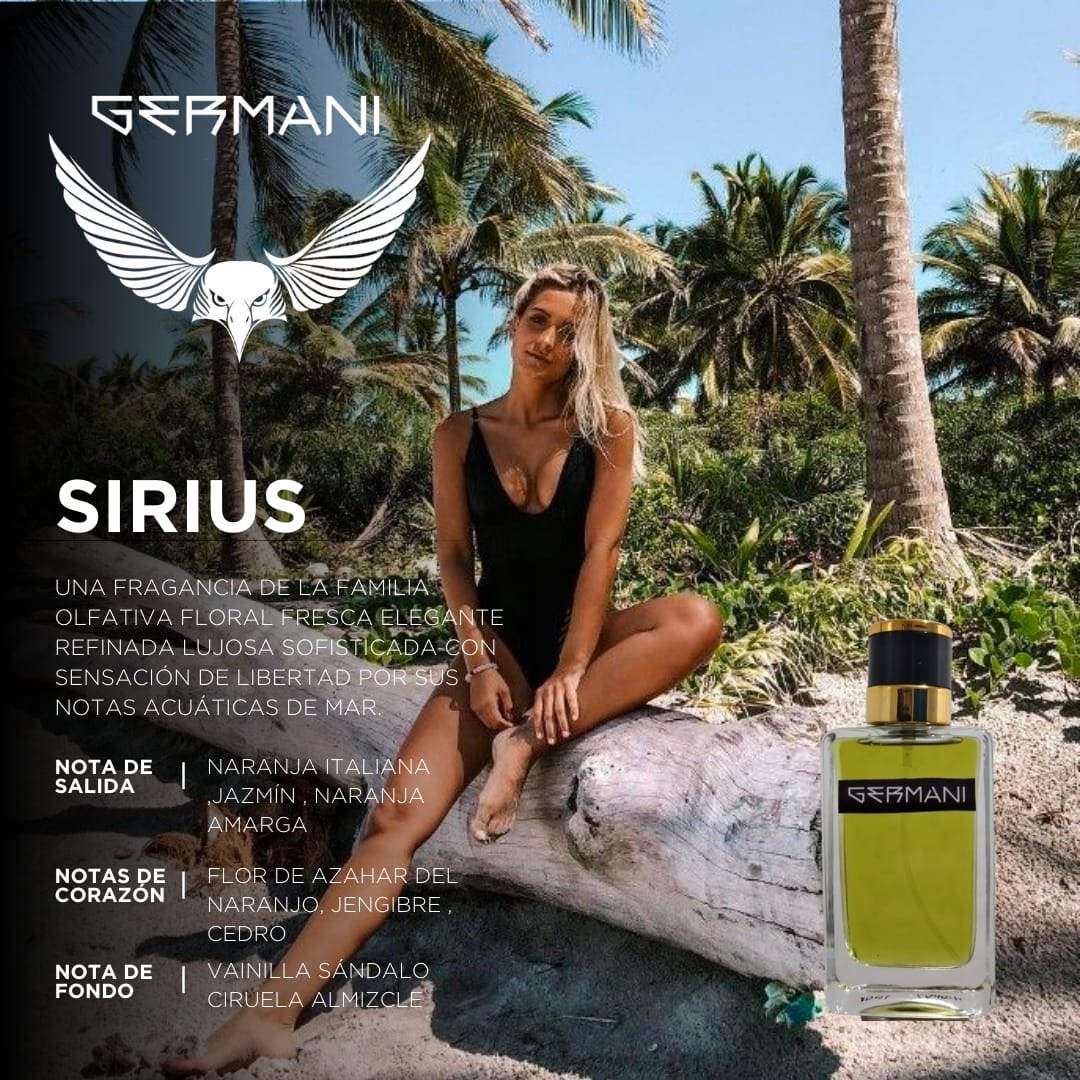 GERMANI
SIRIUS
UNA FRAGANCIA DE LA FAMILIA
OLFATIVA FLORAL FRESCA ELEGANTE
REFINADA LUJOSA SOFISTICADA CON
SENSACIÓN DE LIBERTAD POR SUS
NOTAS ACUÁTICAS DE MAR.
NOTA DE
SALIDA
NARANJA ITALIANA
,JAZMÍN , NARANJA
AMARGA
NOTAS DE
CORAZÓN
FLOR DE AZAHAR DEL
NARANJO, JENGIBRE ,
CEDRO
NOTA DE
FONDO
VAINILLA SÁNDALO
CIRUELA ALMIZCLE
GERMANI